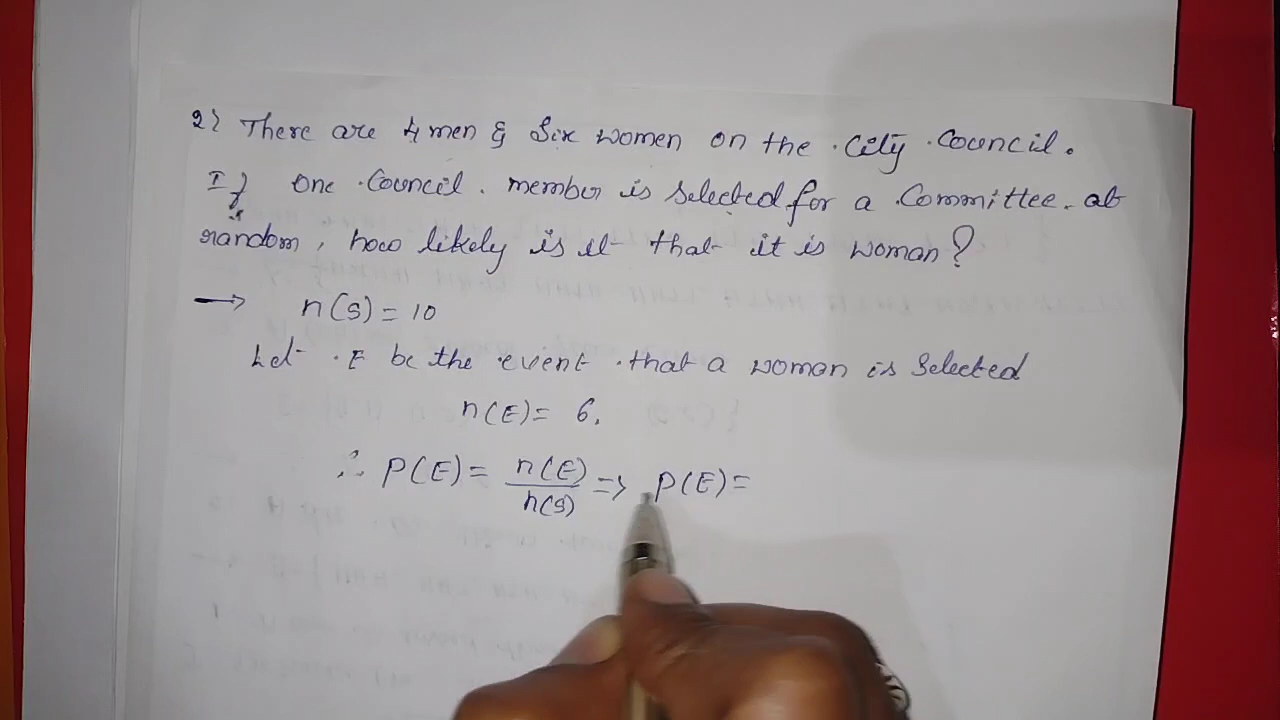 2) There are 4 men & Six women on the City Council.
If one Council member is Selected for a Committee at
random, how likely is it that it is woman?
→ n(S) = 10
Let E be the event that a woman is Selected
n(E) = 6.
∴ P(E) = n(E)/n(S) => P(E) =